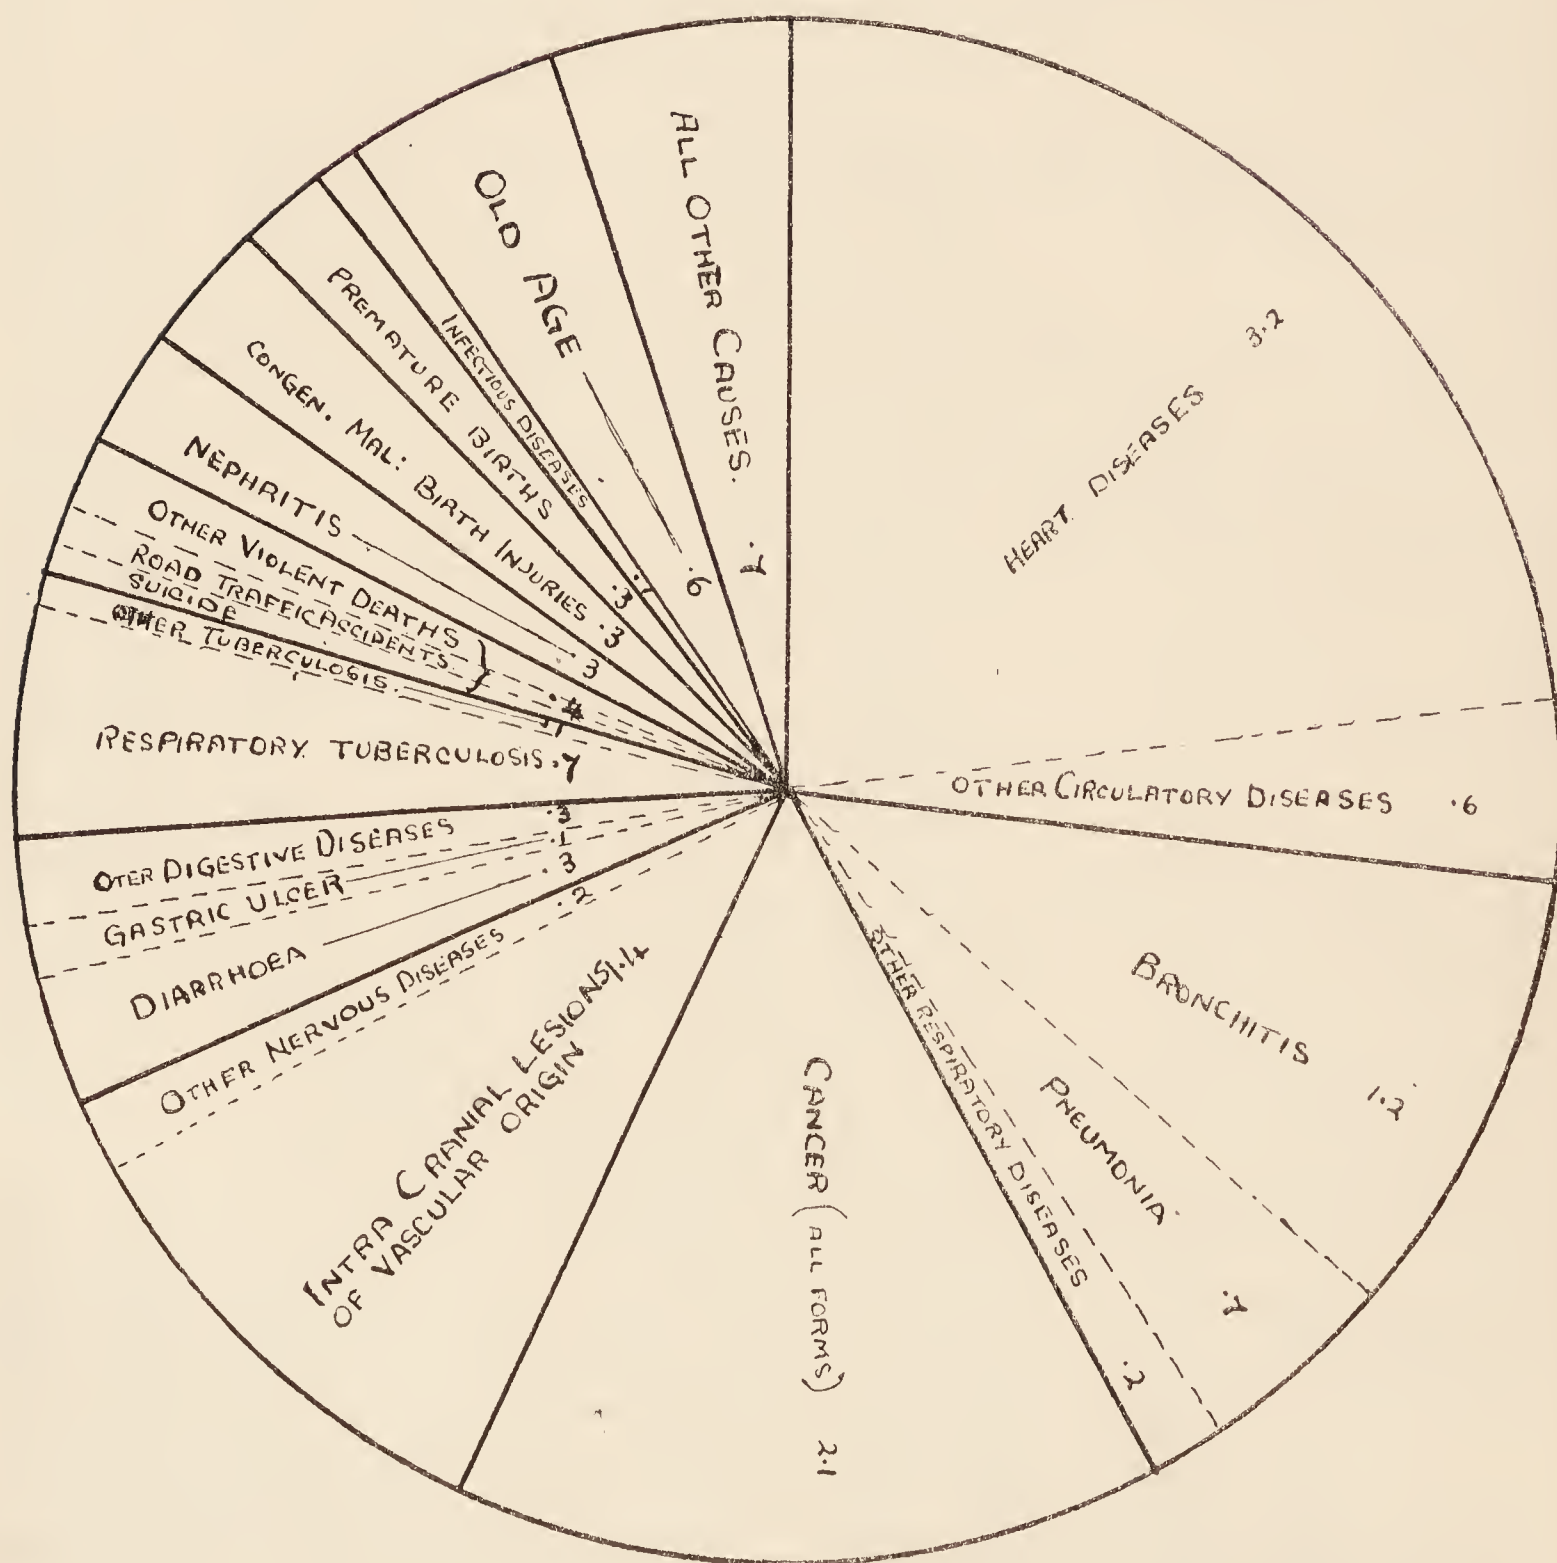 HEART DISEASES 3.2
OTHER CIRCULATORY DISEASES .6
BRONCHITIS 1.2
PNEUMONIA .7
OTHER RESPIRATORY DISEASES .2
CANCER (ALL FORMS) 2.1
INTRA CRANIAL LESIONS 1.4
OF VASCULAR ORIGIN
OTHER NERVOUS DISEASES .2
DIARRHOEA .3
GASTRIC ULCER .1
OTER DIGESTIVE DISEASES .3
RESPIRATORY TUBERCULOSIS .7
OTHER TUBERCULOSIS .1
SUICIDE
ROAD TRAFFIC ACCIDENTS
OTHER VIOLENT DEATHS .4
NEPHRITIS .3
CONGEN. MAL: BIRTH INJURIES .3
PREMATURE BIRTHS .3
INFECTIOUS DISEASES .1
OLD AGE .6
ALL OTHER CAUSES. .7